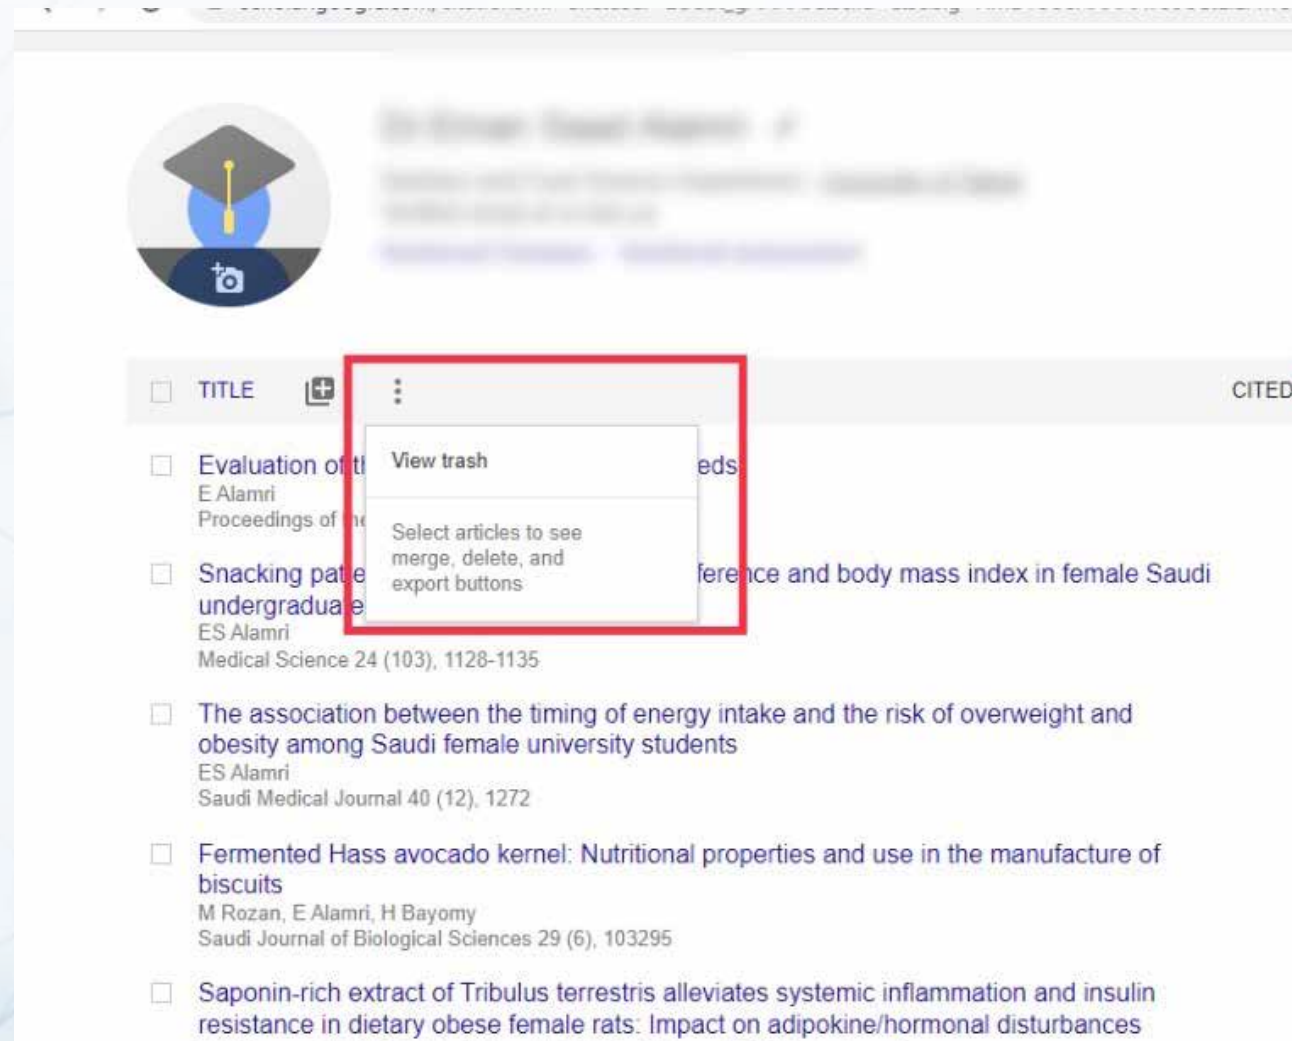 TITLE
CITED
View trash
Select articles to see
merge, delete, and
export buttons
Evaluation of th eds
E Alamri
Proceedings of the
Snacking patte ference and body mass index in female Saudi
undergraduate
ES Alamri
Medical Science 24 (103), 1128-1135
The association between the timing of energy intake and the risk of overweight and
obesity among Saudi female university students
ES Alamri
Saudi Medical Journal 40 (12), 1272
Fermented Hass avocado kernel: Nutritional properties and use in the manufacture of
biscuits
M Rozan, E Alamri, H Bayomy
Saudi Journal of Biological Sciences 29 (6), 103295
Saponin-rich extract of Tribulus terrestris alleviates systemic inflammation and insulin
resistance in dietary obese female rats: Impact on adipokine/hormonal disturbances